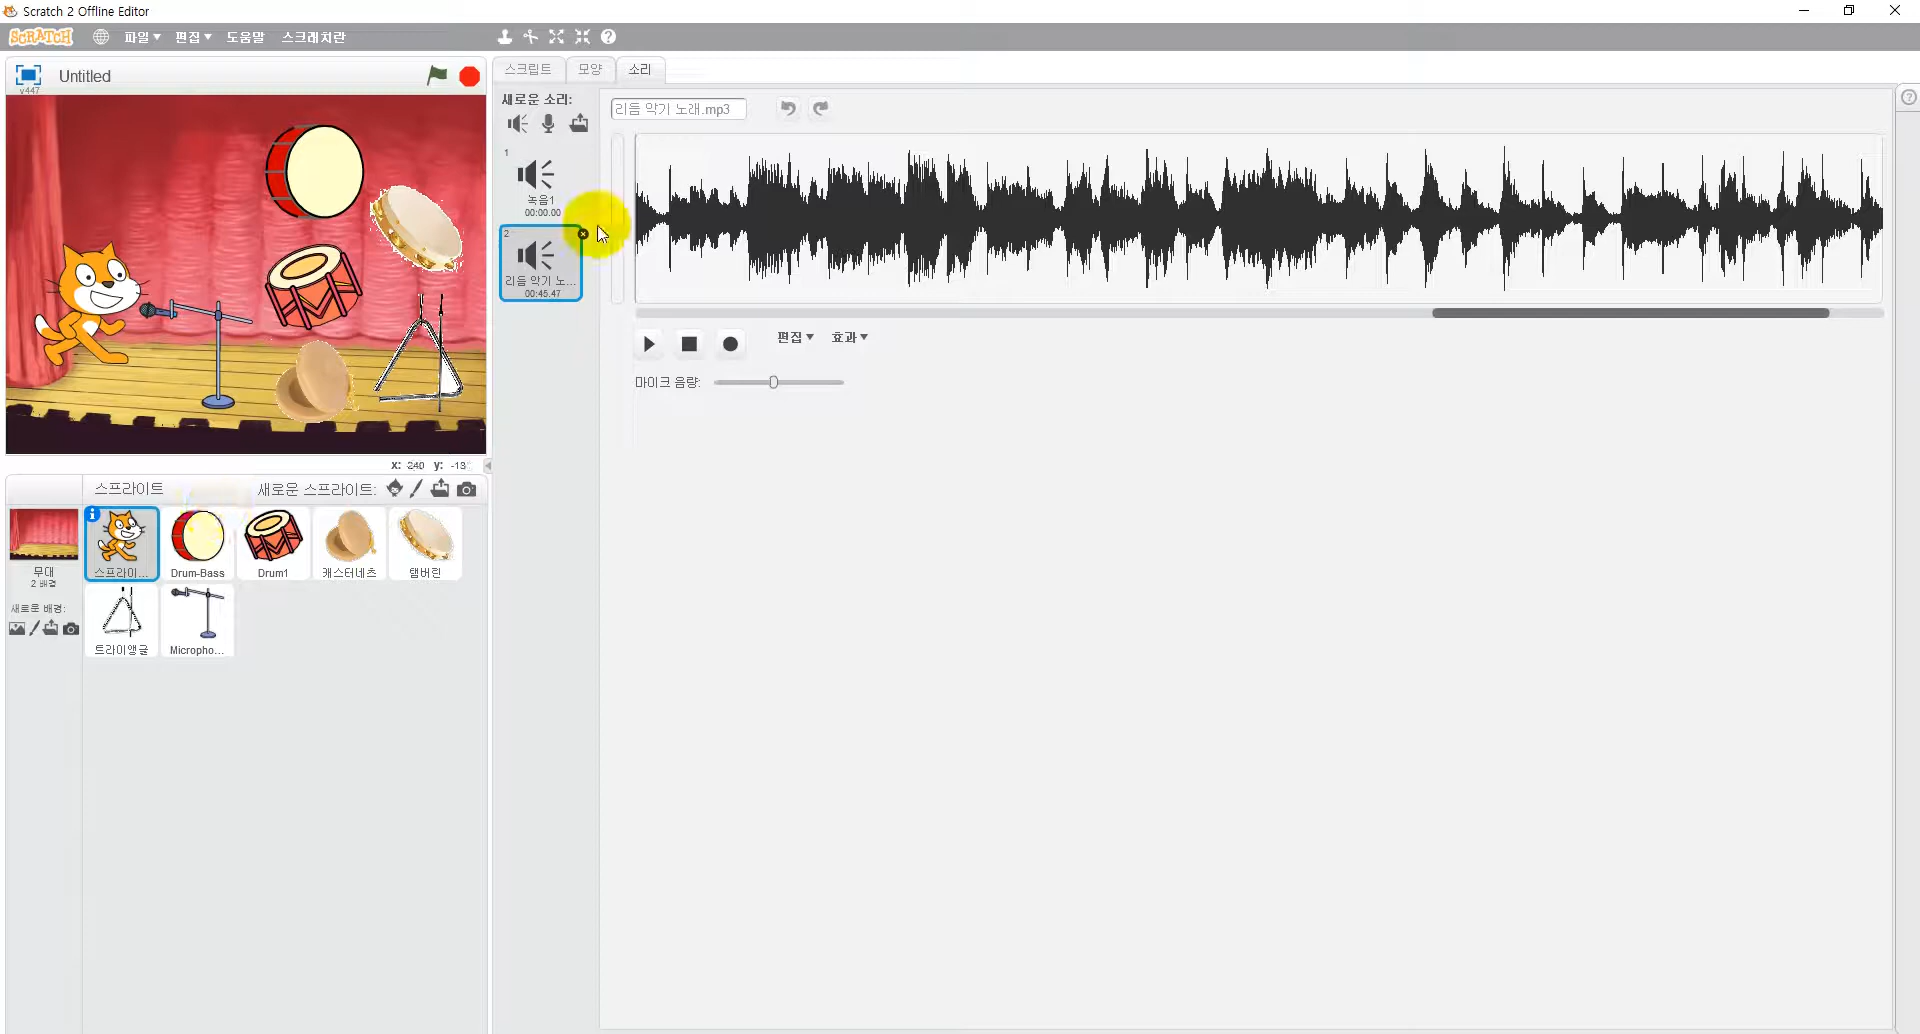 Scratch 2 Offline Editor
SCRATCH 파일 편집 도움말 스크래치란
Untitled
v447
스크립트 모양 소리
새로운 소리:
리듬 악기 노래.mp3
1
녹음1
00:00.00
2
리듬 악기 노...
00:45.47
편집 효과
마이크 음량:
x: 240 y: -13
스프라이트 새로운 스프라이트:
무대
2 배경
새로운 배경:
스프라이...
Drum-Bass
Drum1
캐스터네츠
탬버린
트라이앵글
Micropho...